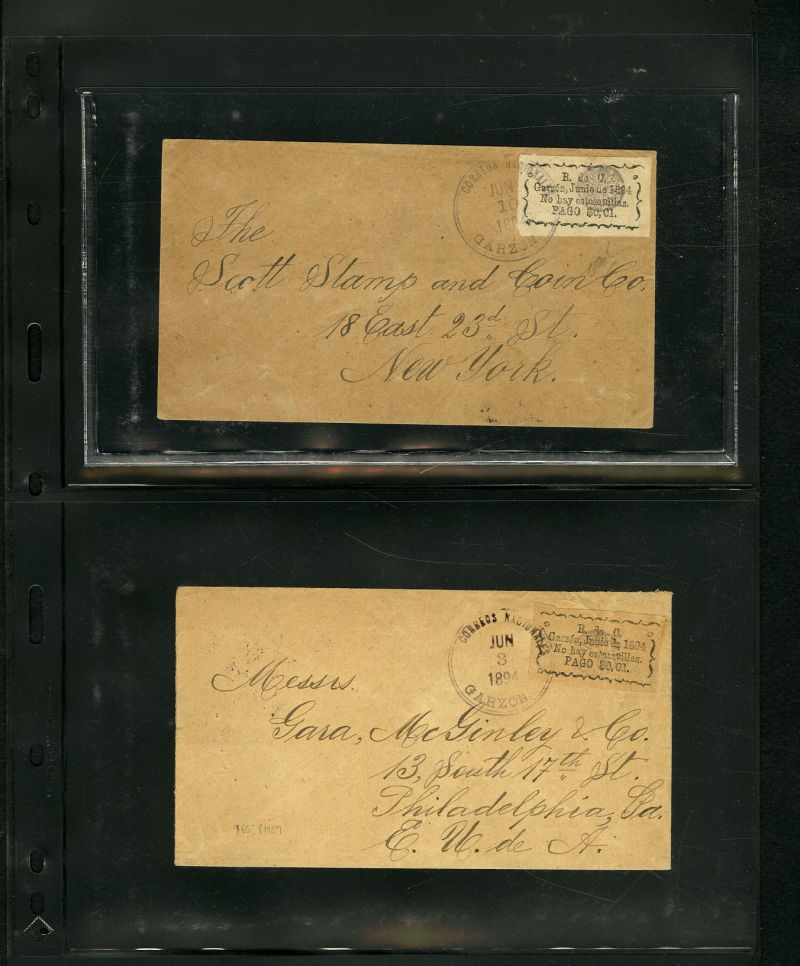 CORREOS NACIONALES
JUN
10
GARZON
R. de C.
Garzón, Junio de 1894
No hay estampillas.
PAGO $0,01.
The
Scott Stamp and Coin Co.
18 East 23d St.
New York.
CORREOS NACIONALES
JUN
3
1894
GARZON
R. de C.
Garzón, Junio de 1894
No hay estampillas.
PAGO $0,01.
Messrs.
Gara, McGinley & Co.
13, South 17th St.
Philadelphia, Pa.
E. U. de A.